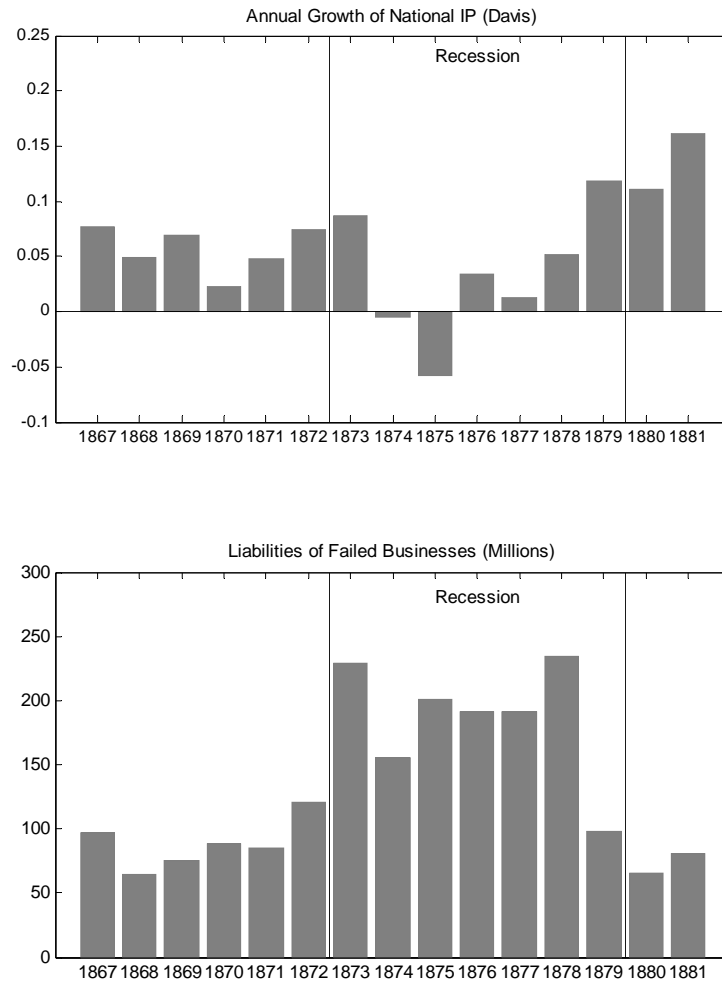 Annual Growth of National IP (Davis)
0.25
Recession
0.2
0.15
0.1
0.05
0
-0.05
-0.1
1867 1868 1869 1870 1871 1872 1873 1874 1875 1876 1877 1878 1879 1880 1881
Liabilities of Failed Businesses (Millions)
300
Recession
250
200
150
100
50
0
1867 1868 1869 1870 1871 1872 1873 1874 1875 1876 1877 1878 1879 1880 1881